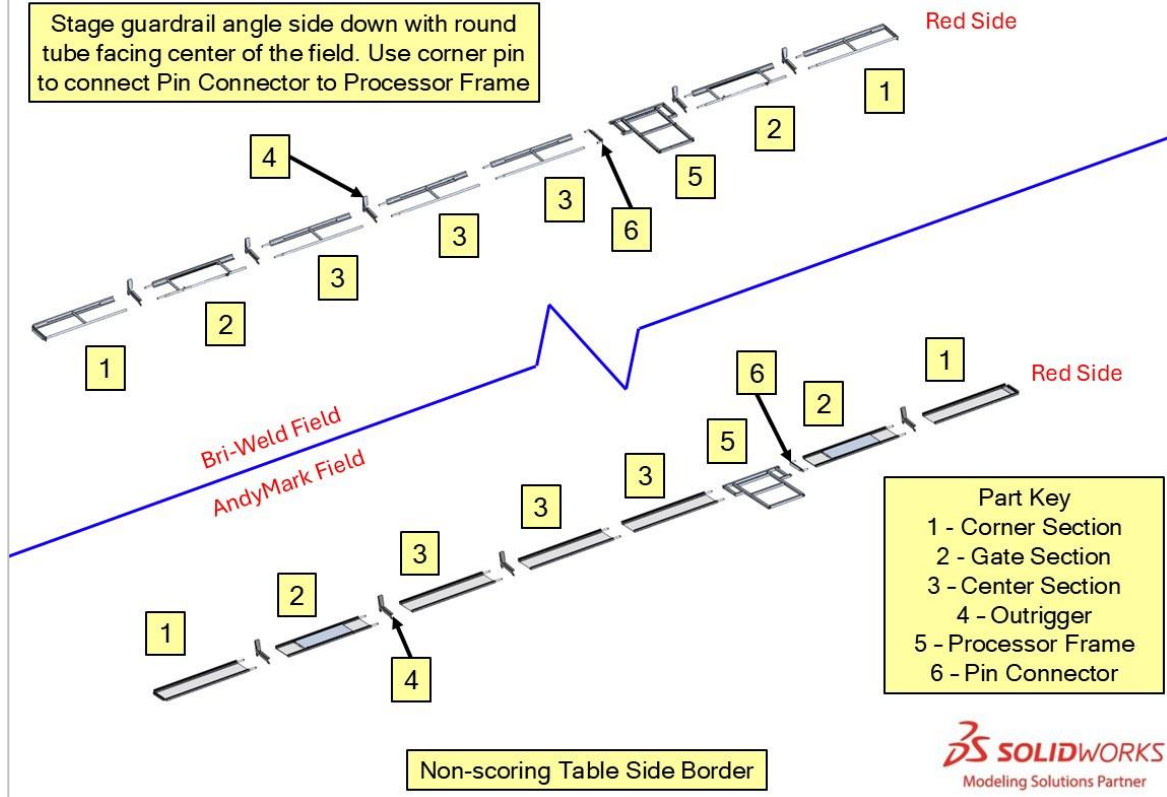 Stage guardrail angle side down with round
tube facing center of the field. Use corner pin
to connect Pin Connector to Processor Frame
Red Side
1
2
5
4
3
6
3
3
2
1
Bri-Weld Field
AndyMark Field
Red Side
1
6
2
5
3
3
3
2
4
1
Part Key
1 - Corner Section
2 - Gate Section
3 – Center Section
4 – Outrigger
5 – Processor Frame
6 – Pin Connector
Non-scoring Table Side Border
SOLIDWORKS
Modeling Solutions Partner